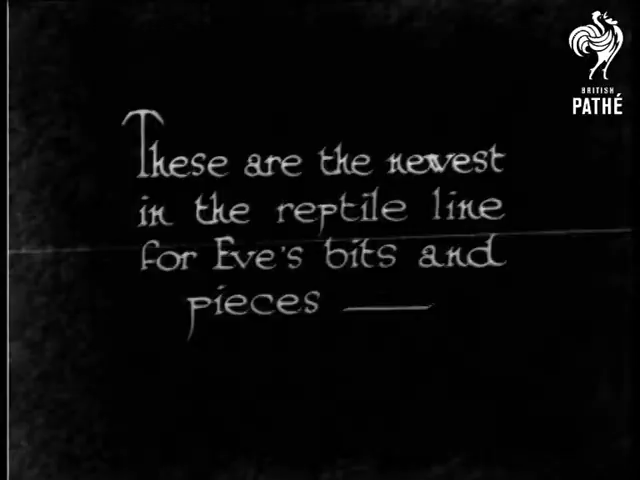 BRITISH
PATHÉ
These are the newest
in the reptile line
for Eve's bits and
pieces ——